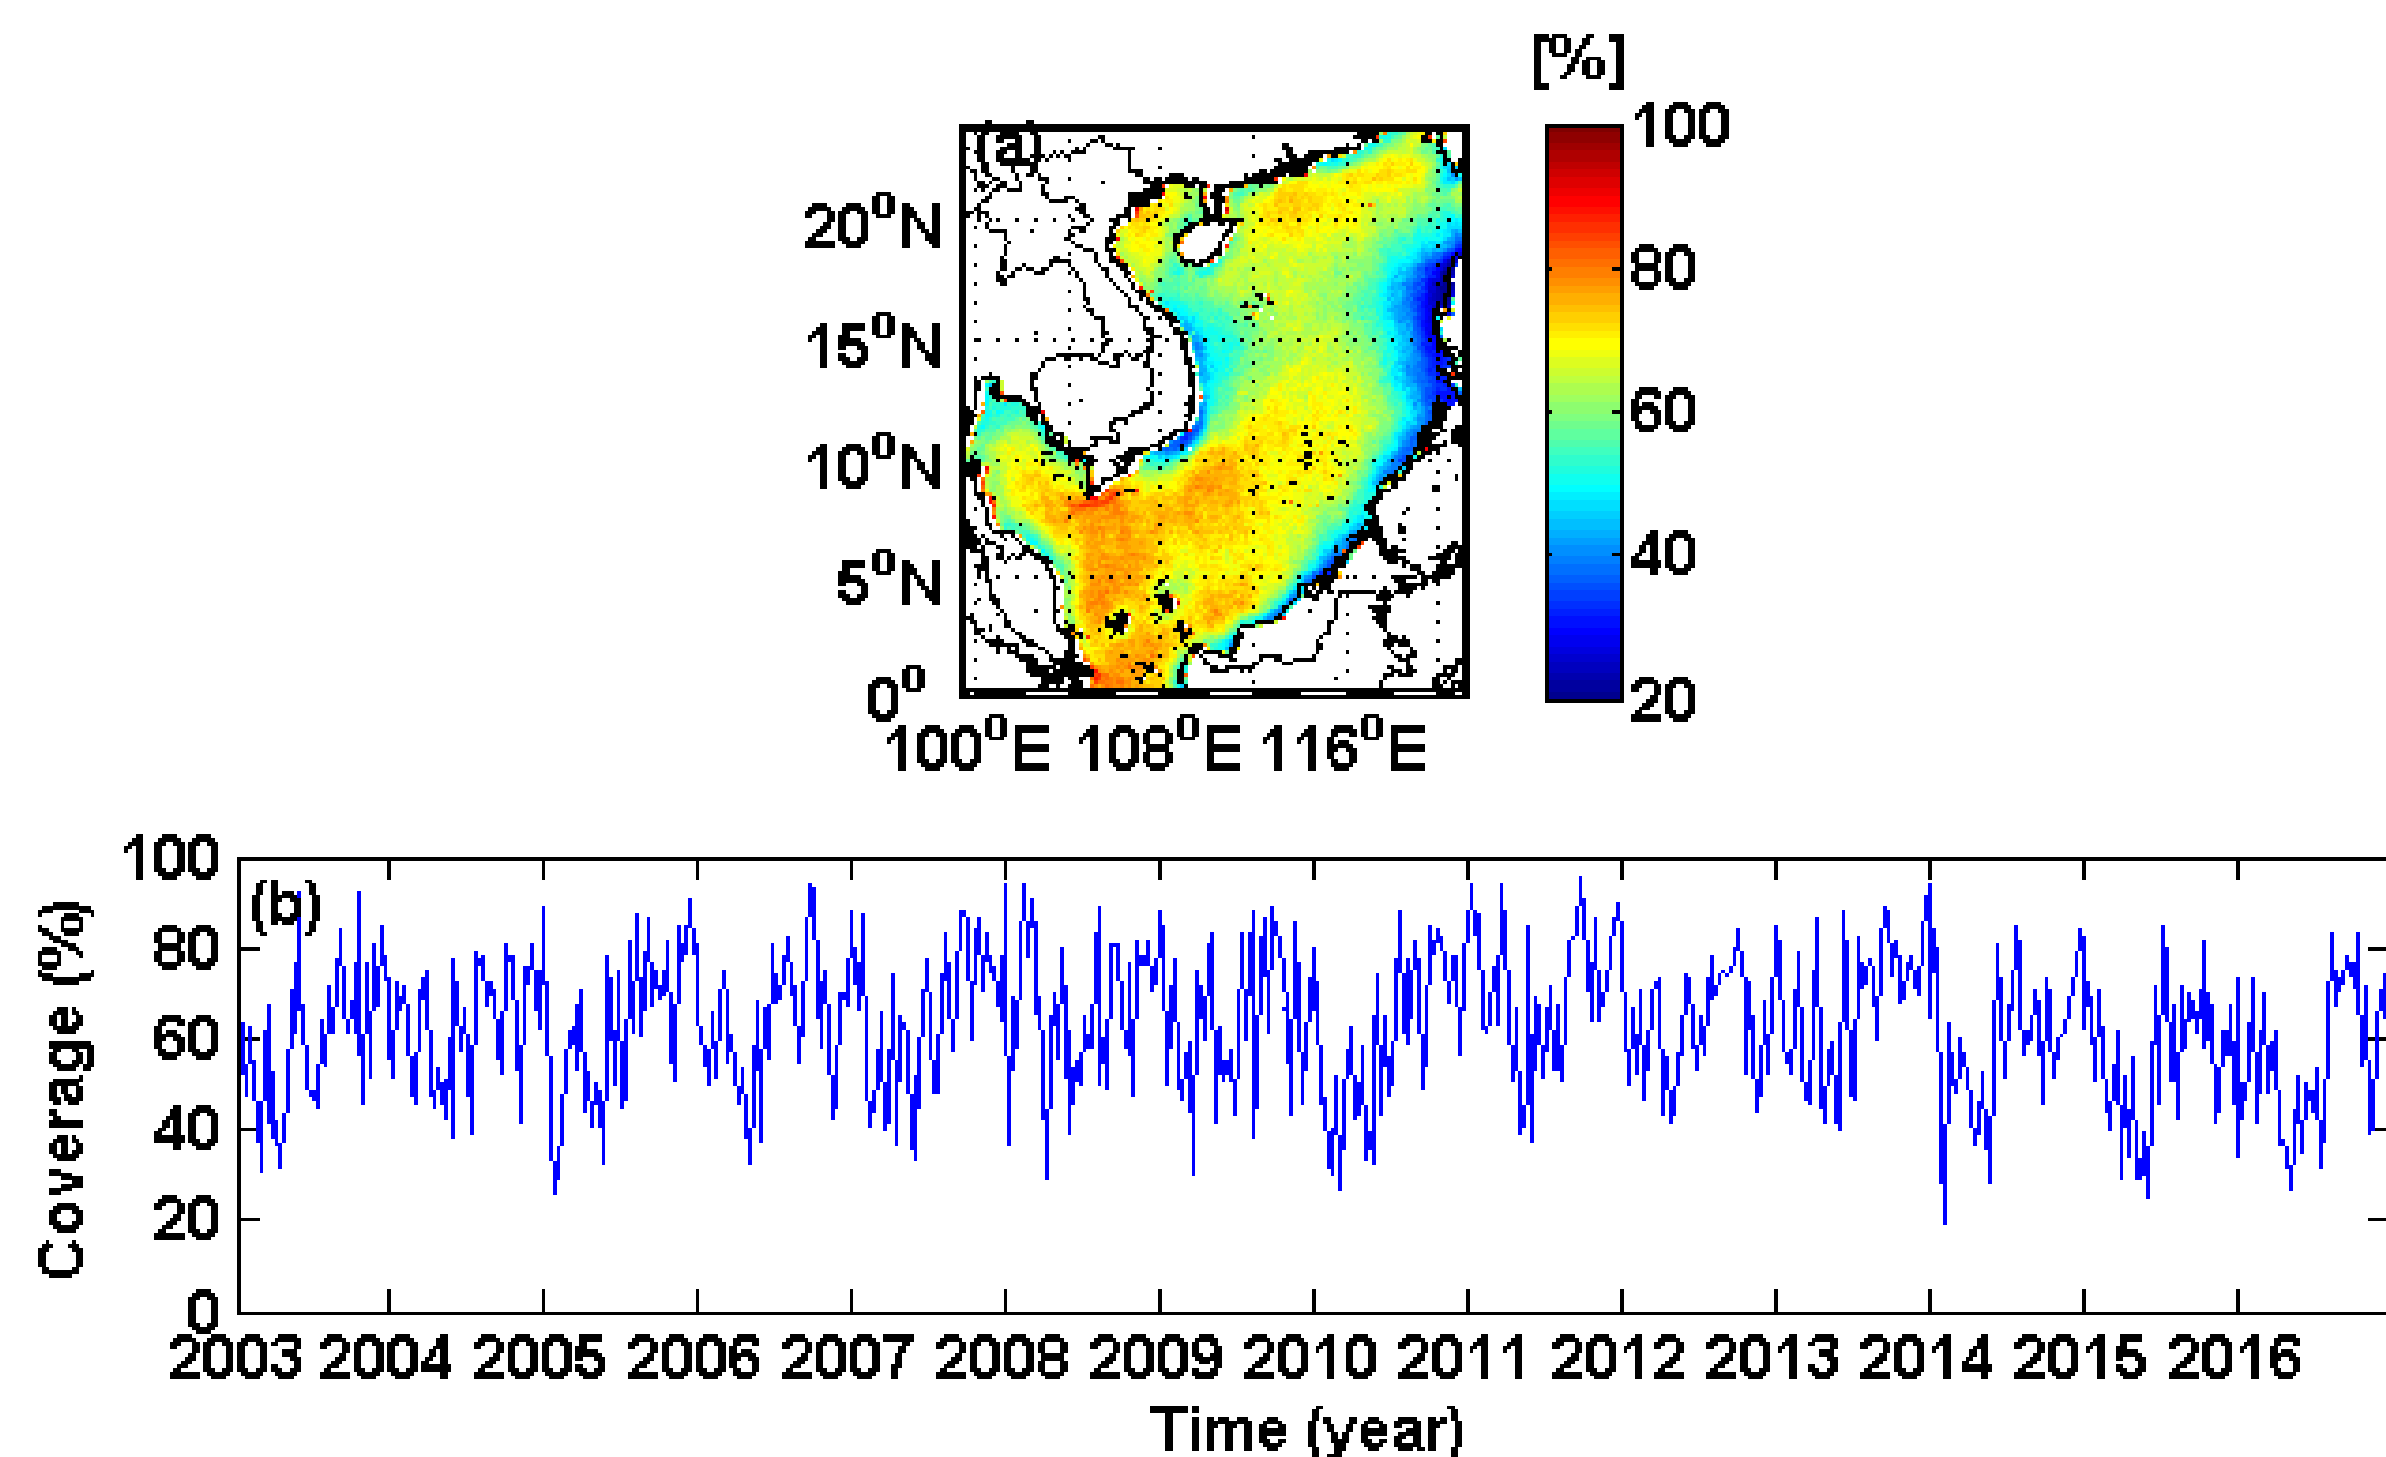 [%]
(a)
100
80
60
40
20
20⁰N
15⁰N
10⁰N
5⁰N
0⁰
100⁰E 108⁰E 116⁰E
(b)
Coverage (%)
100
80
60
40
20
0
2003 2004 2005 2006 2007 2008 2009 2010 2011 2012 2013 2014 2015 2016
Time (year)